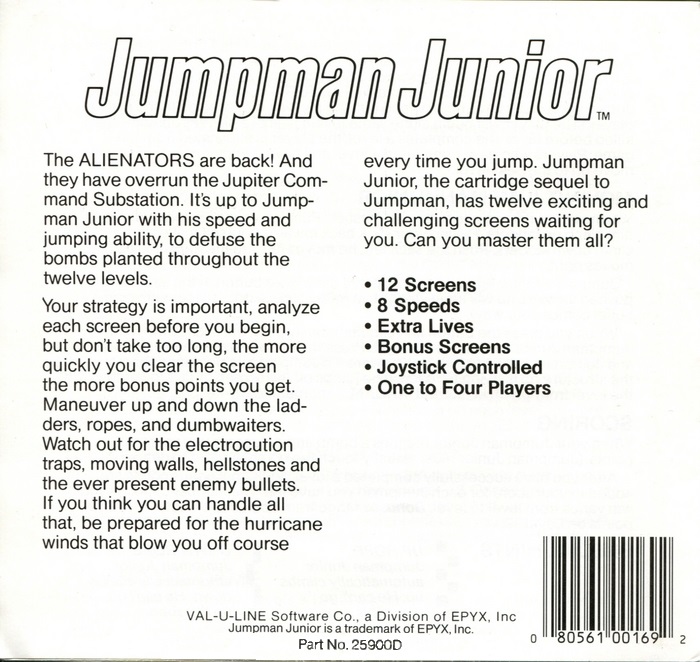 Jumpman Junior™
The ALIENATORS are back! And
they have overrun the Jupiter Com-
mand Substation. It's up to Jump-
man Junior with his speed and
jumping ability, to defuse the
bombs planted throughout the
twelve levels.
Your strategy is important, analyze
each screen before you begin,
but don't take too long, the more
quickly you clear the screen
the more bonus points you get.
Maneuver up and down the lad-
ders, ropes, and dumbwaiters.
Watch out for the electrocution
traps, moving walls, hellstones and
the ever present enemy bullets.
If you think you can handle all
that, be prepared for the hurricane
winds that blow you off course
every time you jump. Jumpman
Junior, the cartridge sequel to
Jumpman, has twelve exciting and
challenging screens waiting for
you. Can you master them all?
• 12 Screens
• 8 Speeds
• Extra Lives
• Bonus Screens
• Joystick Controlled
• One to Four Players
VAL-U-LINE Software Co., a Division of EPYX, Inc
Jumpman Junior is a trademark of EPYX, Inc.
Part No. 25900D
0 80561 00169 2